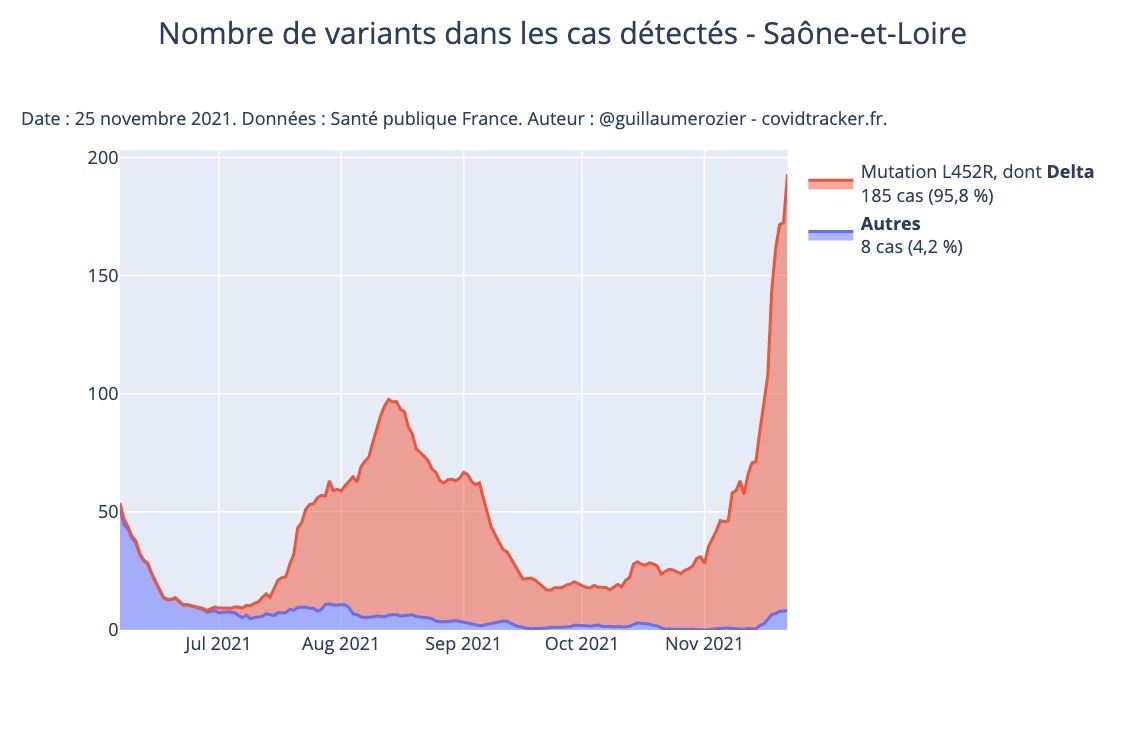 Nombre de variants dans les cas détectés - Saône-et-Loire
Date : 25 novembre 2021. Données : Santé publique France. Auteur : @guillaumerozier - covidtracker.fr.
200
150
100
50
0
Jul 2021
Aug 2021
Sep 2021
Oct 2021
Nov 2021
Mutation L452R, dont Delta
185 cas (95,8 %)
Autres
8 cas (4,2 %)